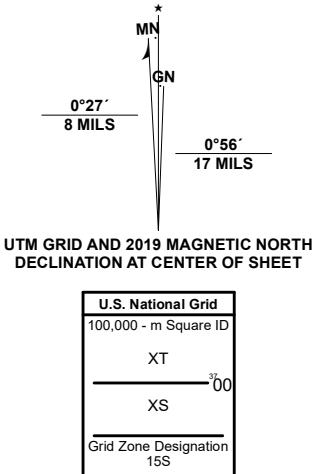 ★
MN
GN
0°27´
8 MILS
0°56´
17 MILS
UTM GRID AND 2019 MAGNETIC NORTH
DECLINATION AT CENTER OF SHEET
U.S. National Grid
100,000 - m Square ID
XT
3700
XS
Grid Zone Designation
15S